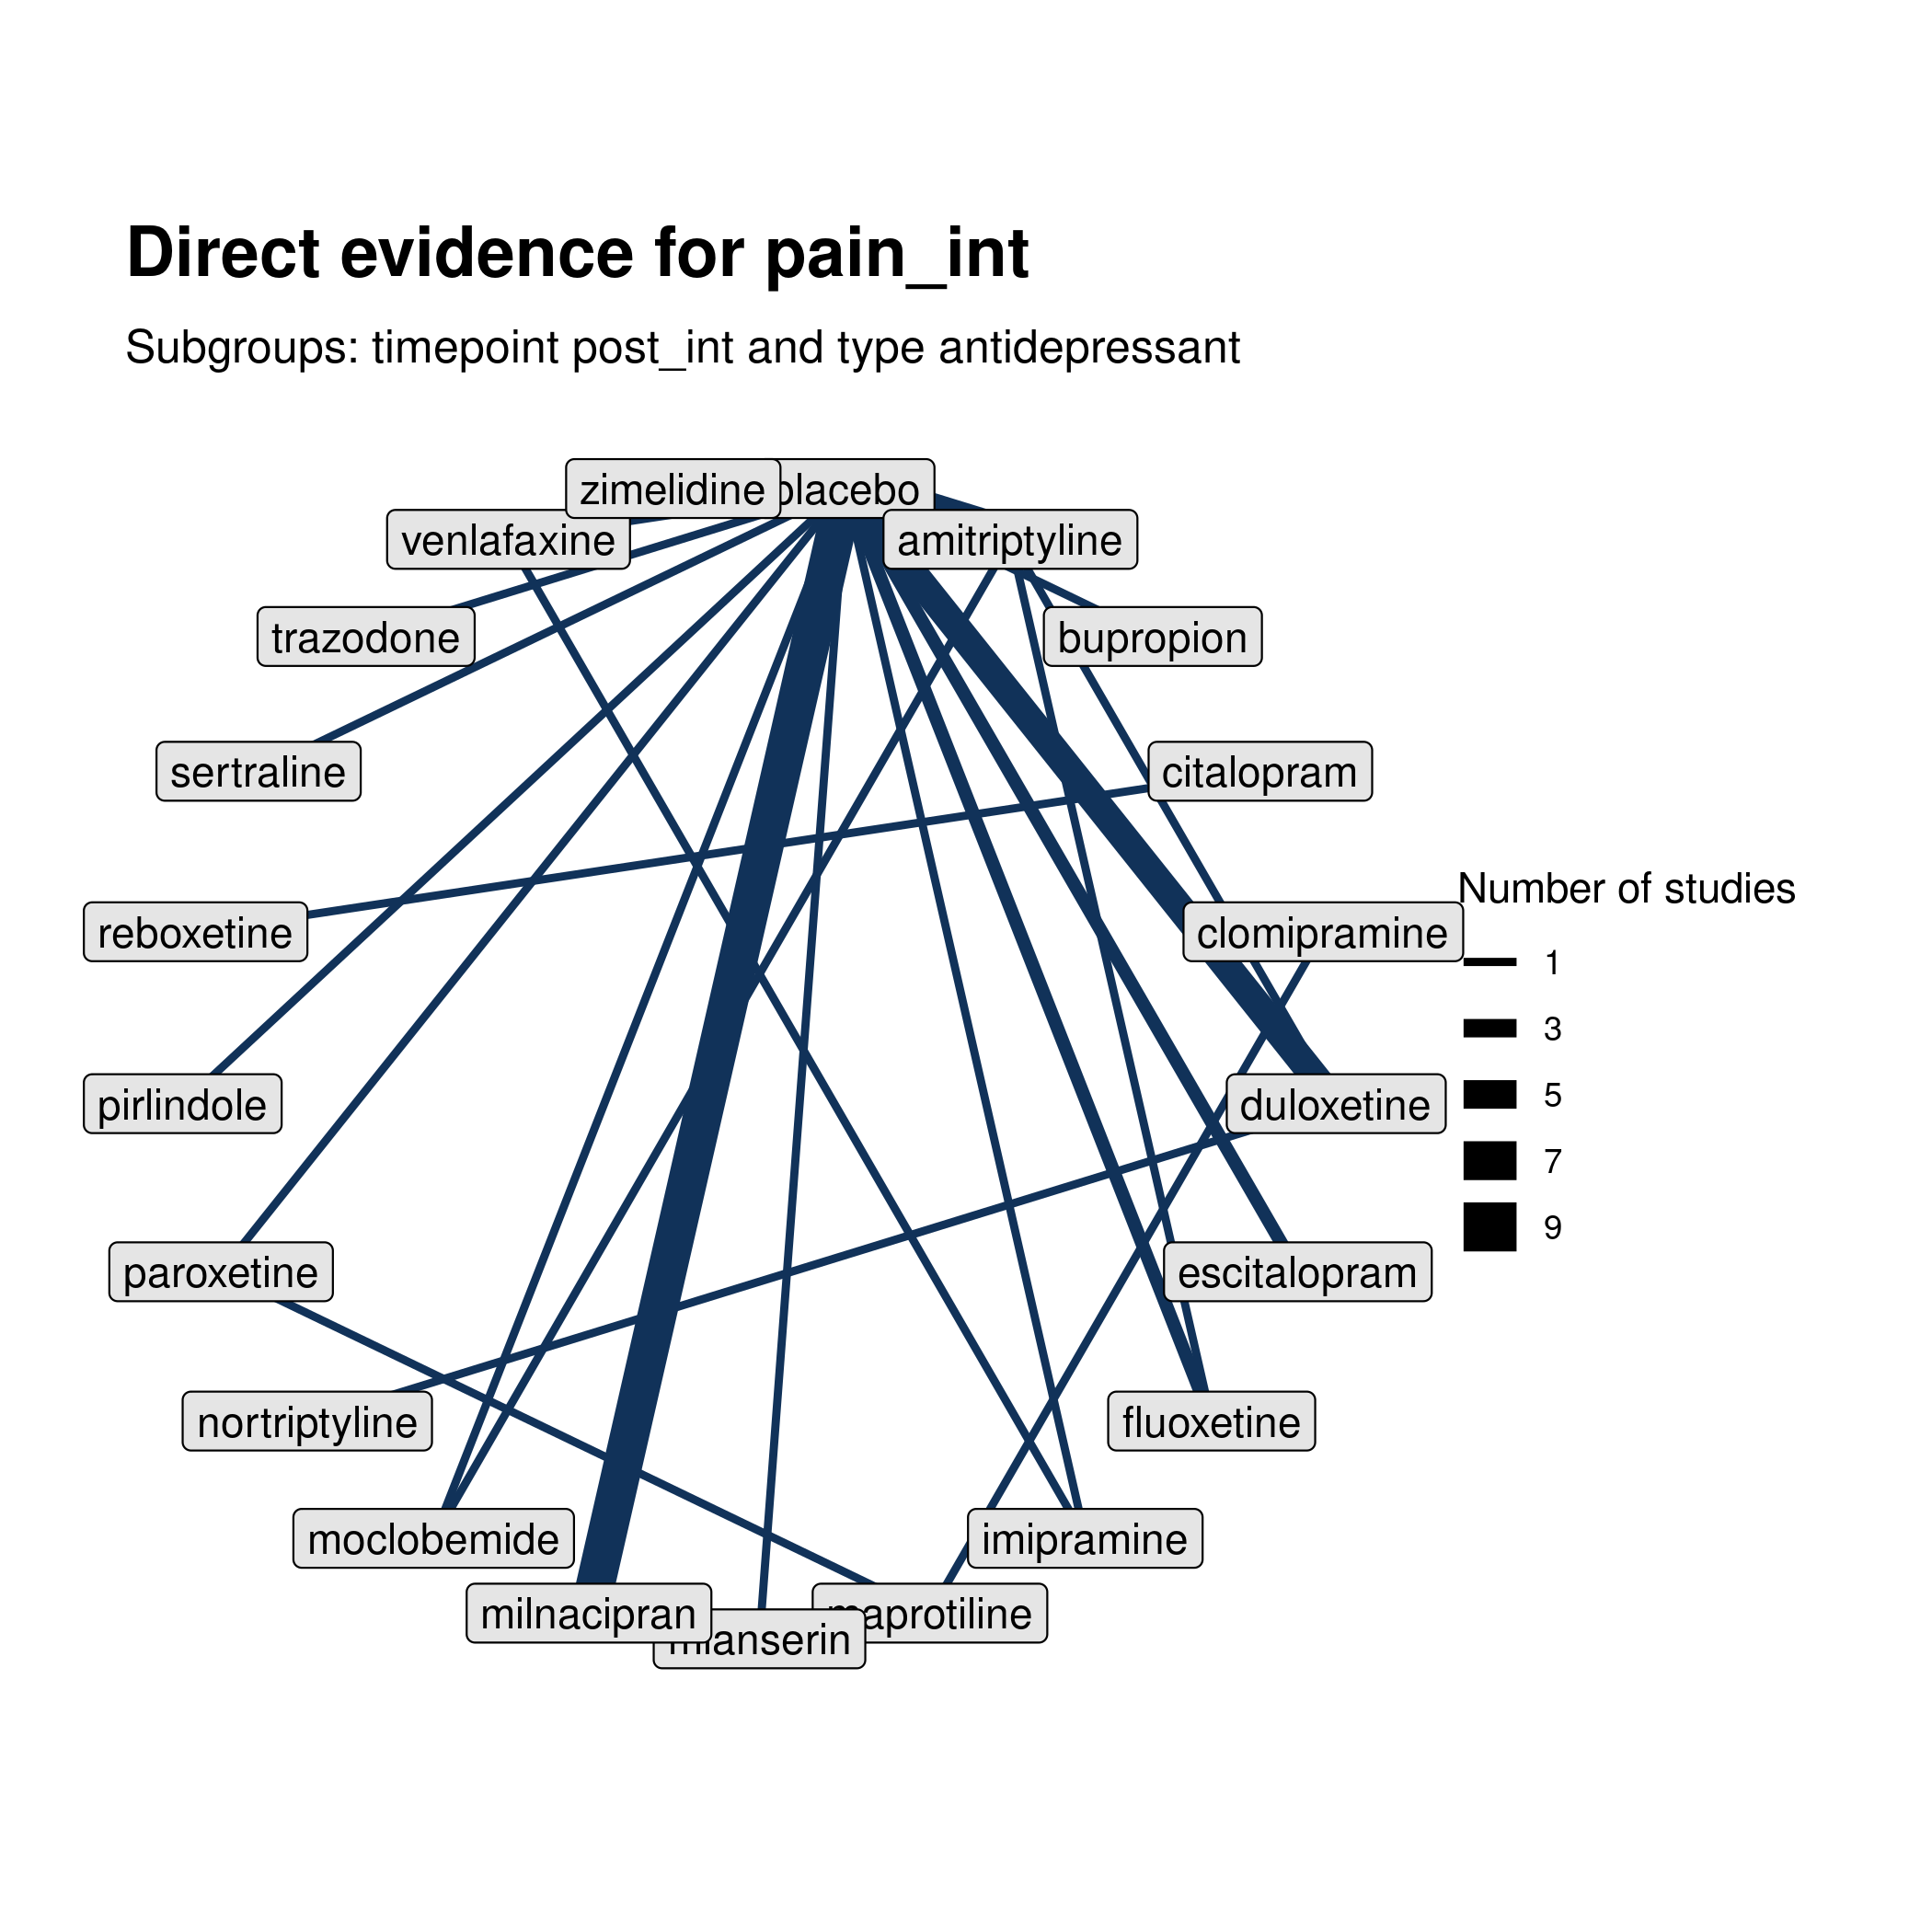 Direct evidence for pain_int
Subgroups: timepoint post_int and type antidepressant
zimelidine
placebo
venlafaxine
amitriptyline
trazodone
bupropion
sertraline
citalopram
Number of studies
reboxetine
clomipramine
1
3
pirlindole
duloxetine
5
7
9
paroxetine
escitalopram
nortriptyline
fluoxetine
moclobemide
imipramine
milnacipran
maprotiline
mianserin